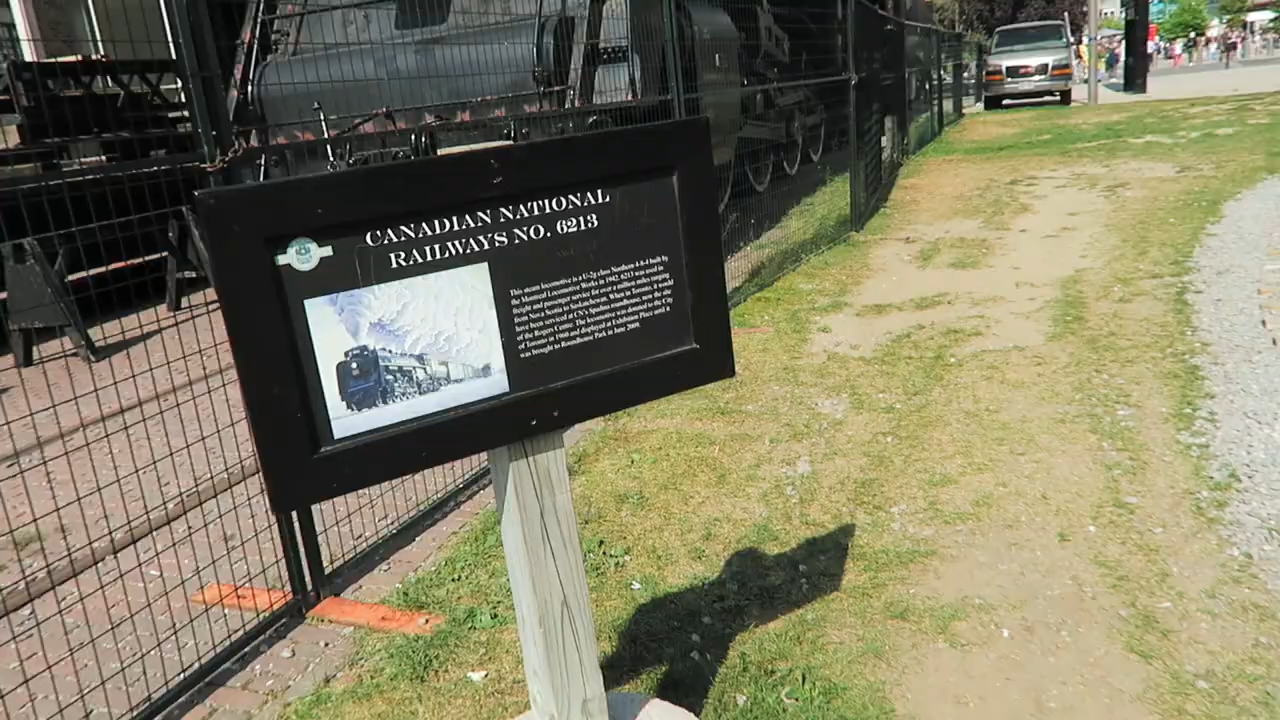 CANADIAN NATIONAL
RAILWAYS NO. 6213
This steam locomotive is a U-2g class Northern 4-8-4 built by
the Montreal Locomotive Works in 1942. 6213 was used in
freight and passenger service for over a million miles ranging
from Nova Scotia to Saskatchewan. When in Toronto, it would
have been serviced at CN's Spadina Roundhouse, now the site
of the Rogers Centre. The locomotive was donated to the City
of Toronto in 1960 and displayed at Exhibition Place until it
was brought to Roundhouse Park in June 2009.